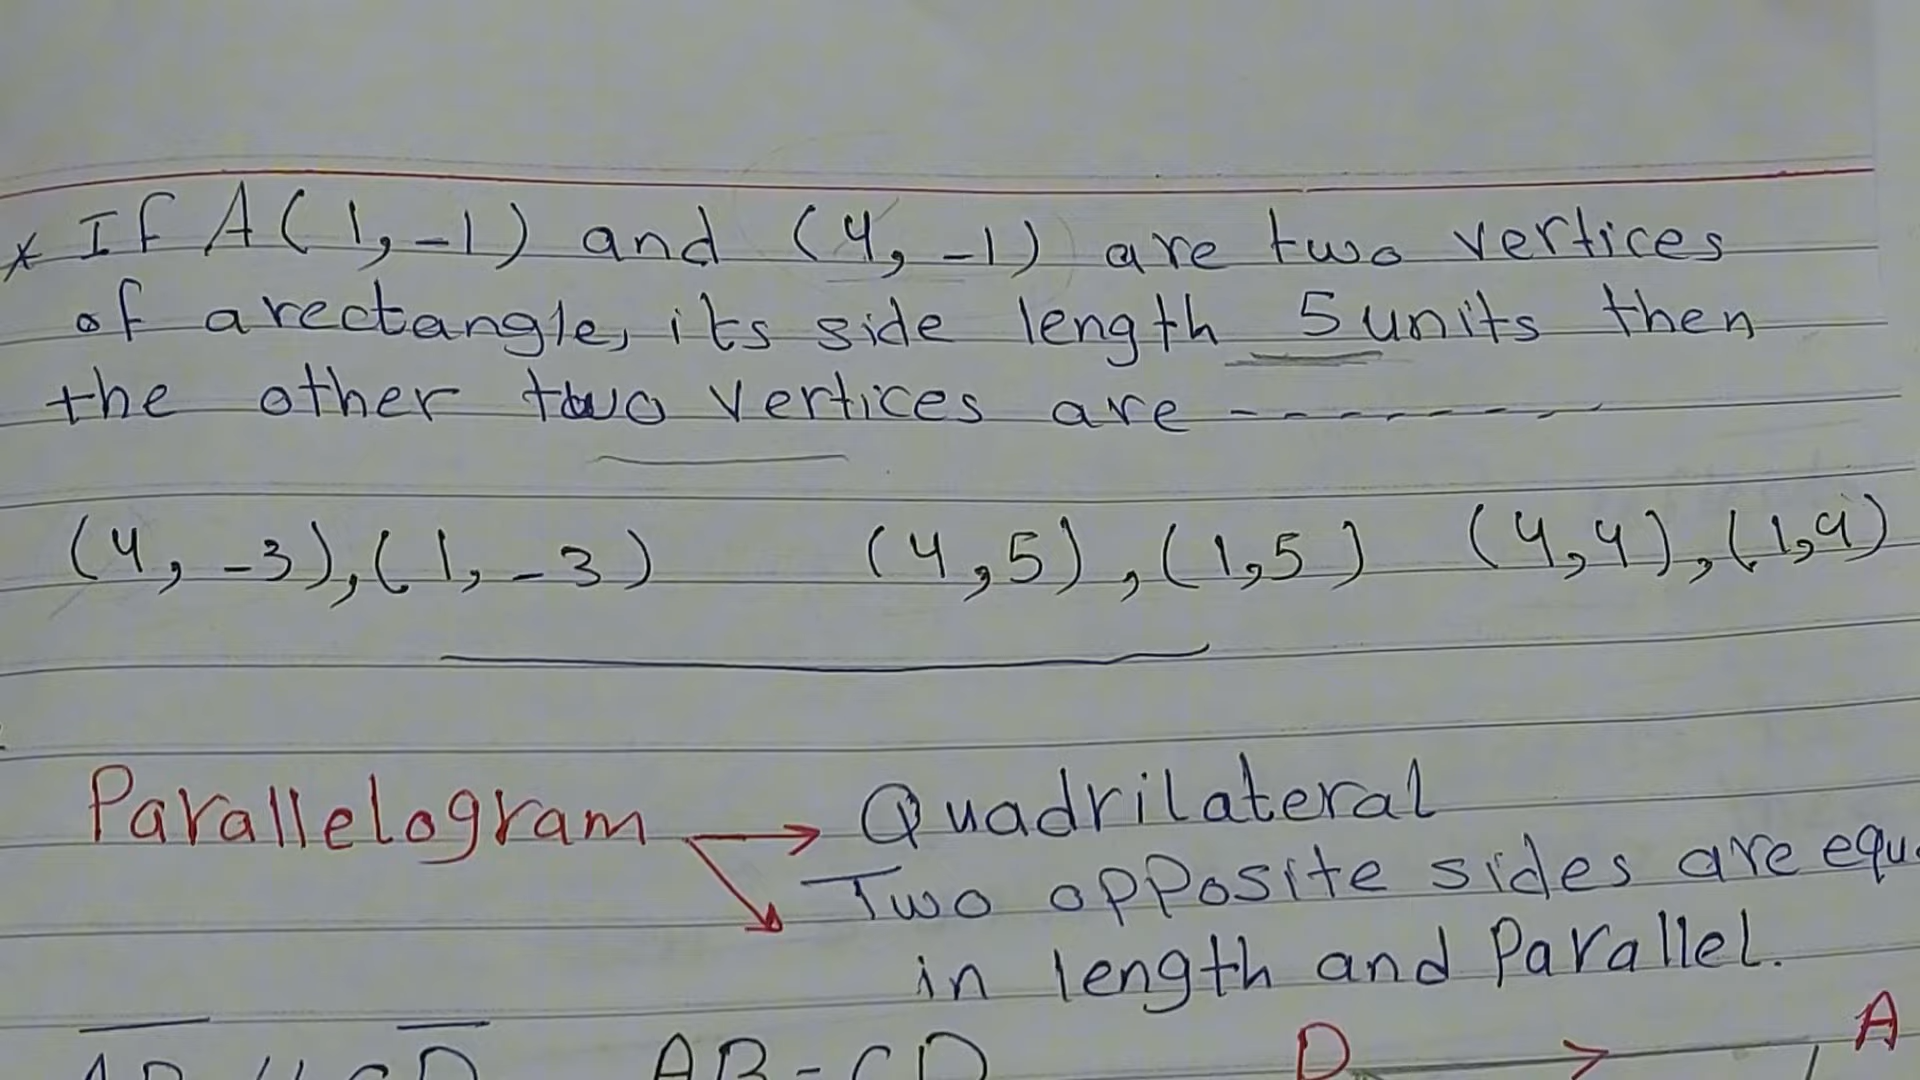 * If A(1,-1) and (4,-1) are two vertices
of a rectangle, its side length 5 units then
the other two vertices are --------
(4,-3),(1,-3) (4,5),(1,5) (4,4),(1,4)
Parallelogram → Quadrilateral
Two opposite sides are equ
in length and Parallel.
D → A